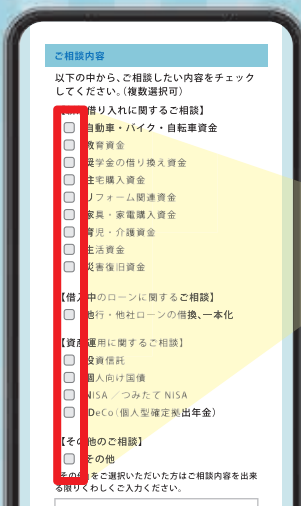 ご相談内容
以下の中から、ご相談したい内容をチェック
してください。（複数選択可）
借り入れに関するご相談】
自動車・バイク・自転車資金
教育資金
奨学金の借り換え資金
住宅購入資金
リフォーム関連資金
家具・家電購入資金
育児・介護資金
生活資金
災害復旧資金
【借入中のローンに関するご相談】
他行・他社ローンの借換、一本化
【資産運用に関するご相談】
投資信託
個人向け国債
NISA／つみたてNISA
DeCo（個人型確定拠出年金）
【その他のご相談】
その他
その他」をご選択いただいた方はご相談内容を出来
る限りくわしくご入力ください。